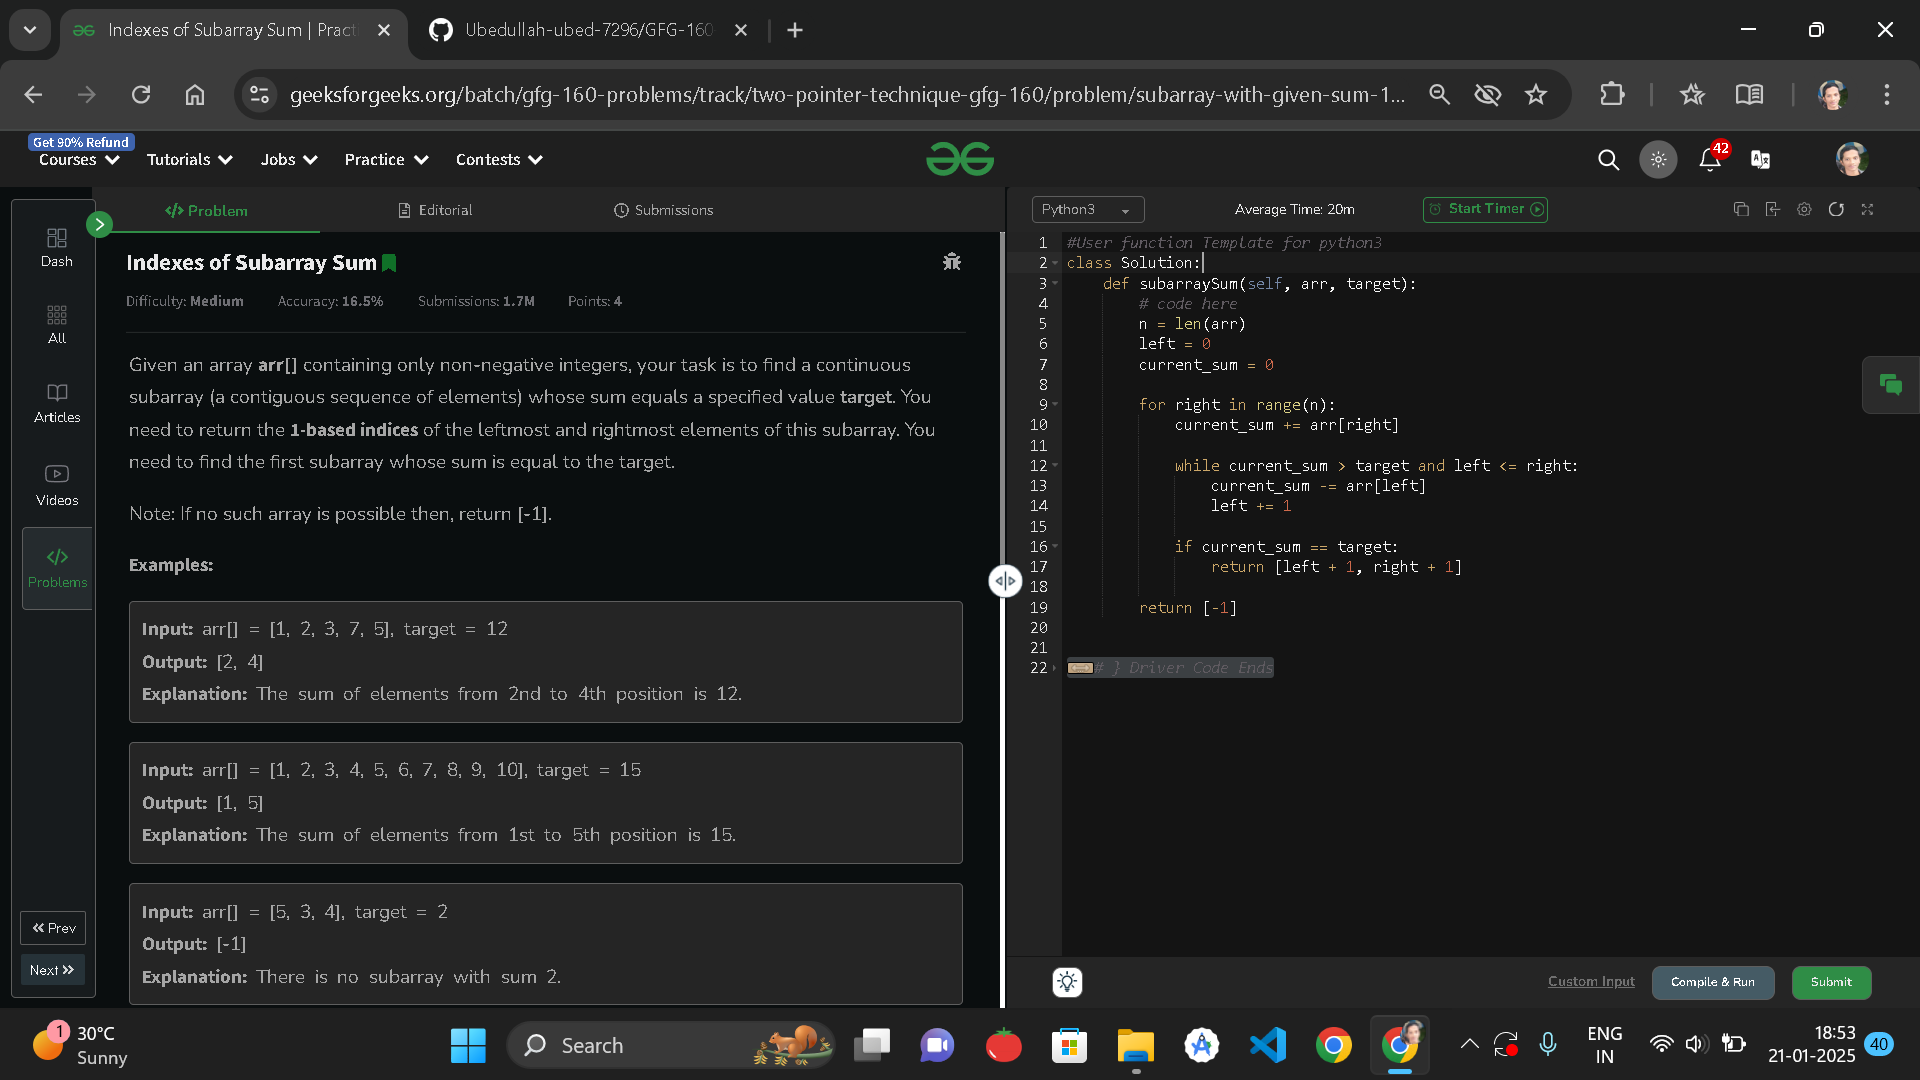 Indexes of Subarray Sum | Pract
Ubedullah-ubed-7296/GFG-160
geeksforgeeks.org/batch/gfg-160-problems/track/two-pointer-technique-gfg-160/problem/subarray-with-given-sum-1...
Get 90% Refund
Courses Tutorials Jobs Practice Contests
42
Problem Editorial Submissions
Dash
All
Articles
Videos
Problems
Prev
Next
Indexes of Subarray Sum
Difficulty: Medium Accuracy: 16.5% Submissions: 1.7M Points: 4
Given an array arr[] containing only non-negative integers, your task is to find a continuous
subarray (a contiguous sequence of elements) whose sum equals a specified value target. You
need to return the 1-based indices of the leftmost and rightmost elements of this subarray. You
need to find the first subarray whose sum is equal to the target.
Note: If no such array is possible then, return [-1].
Examples:
Input: arr[] = [1, 2, 3, 7, 5], target = 12
Output: [2, 4]
Explanation: The sum of elements from 2nd to 4th position is 12.
Input: arr[] = [1, 2, 3, 4, 5, 6, 7, 8, 9, 10], target = 15
Output: [1, 5]
Explanation: The sum of elements from 1st to 5th position is 15.
Input: arr[] = [5, 3, 4], target = 2
Output: [-1]
Explanation: There is no subarray with sum 2.
Python3 Average Time: 20m Start Timer
1 #User function Template for python3
2 class Solution:
3 def subarraySum(self, arr, target):
4 # code here
5 n = len(arr)
6 left = 0
7 current_sum = 0
8
9 for right in range(n):
10 current_sum += arr[right]
11
12 while current_sum > target and left <= right:
13 current_sum -= arr[left]
14 left += 1
15
16 if current_sum == target:
17 return [left + 1, right + 1]
18
19 return [-1]
20
21
22 # } Driver Code Ends
Custom Input Compile & Run Submit
1
30°C
Sunny
Search
ENG
IN
18:53
21-01-2025
40